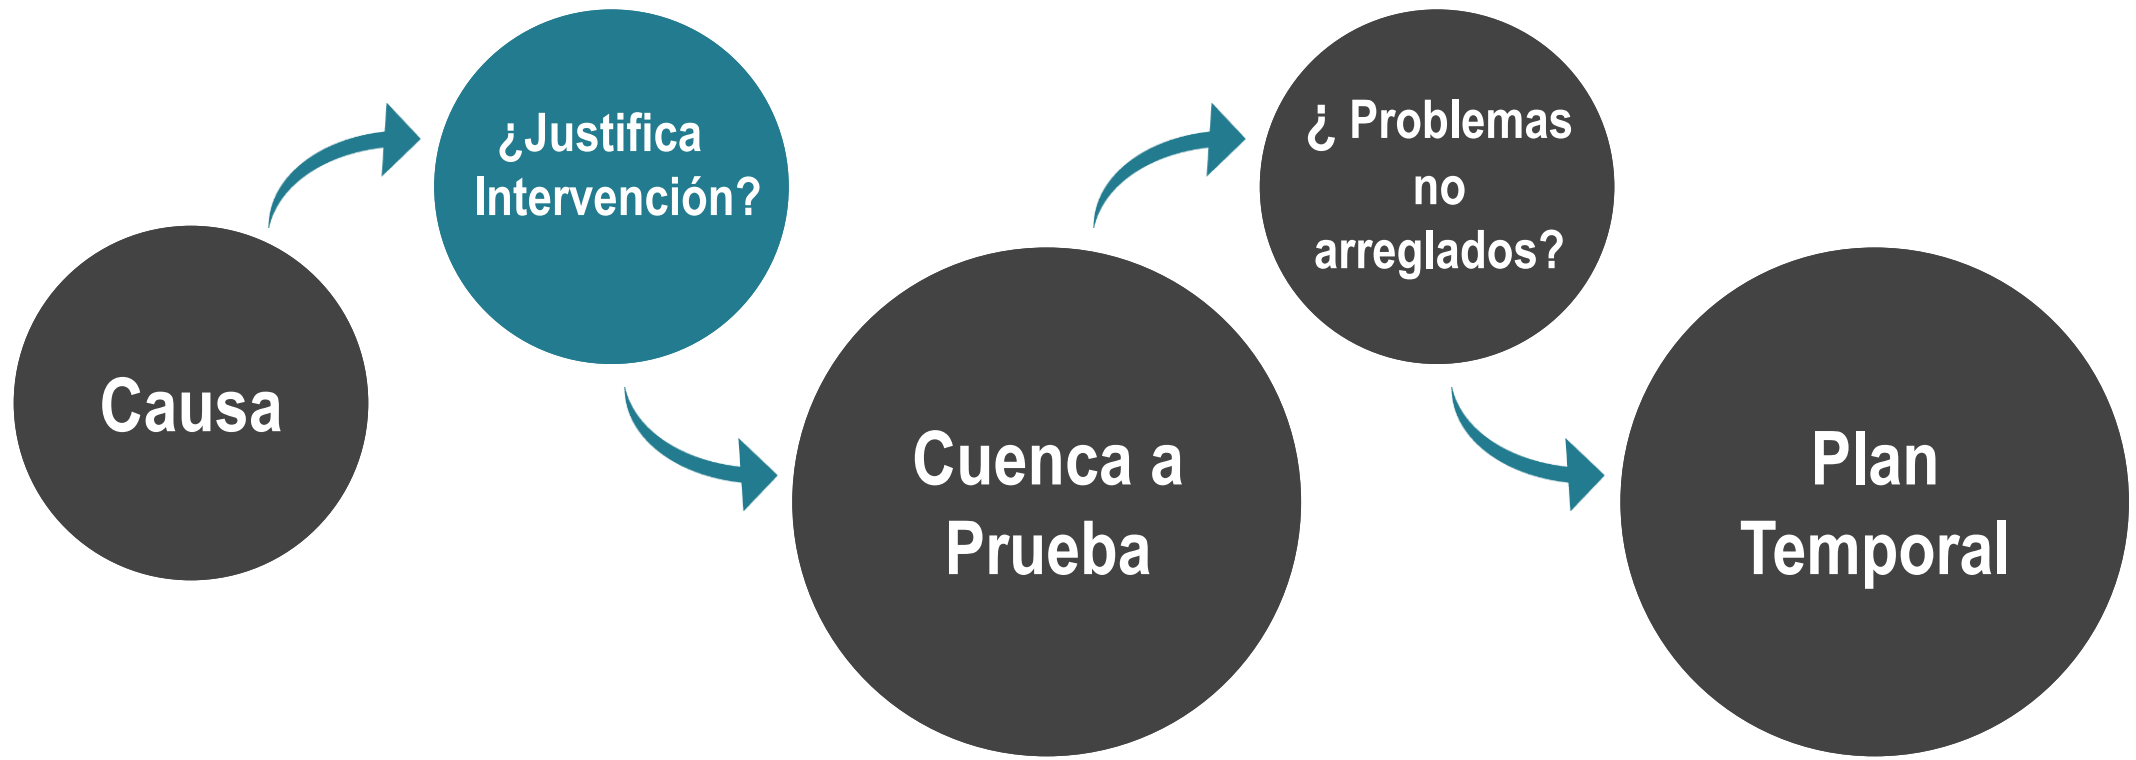 Causa
¿Justifica
Intervención?
Cuenca a
Prueba
¿ Problemas
no
arreglados?
Plan
Temporal